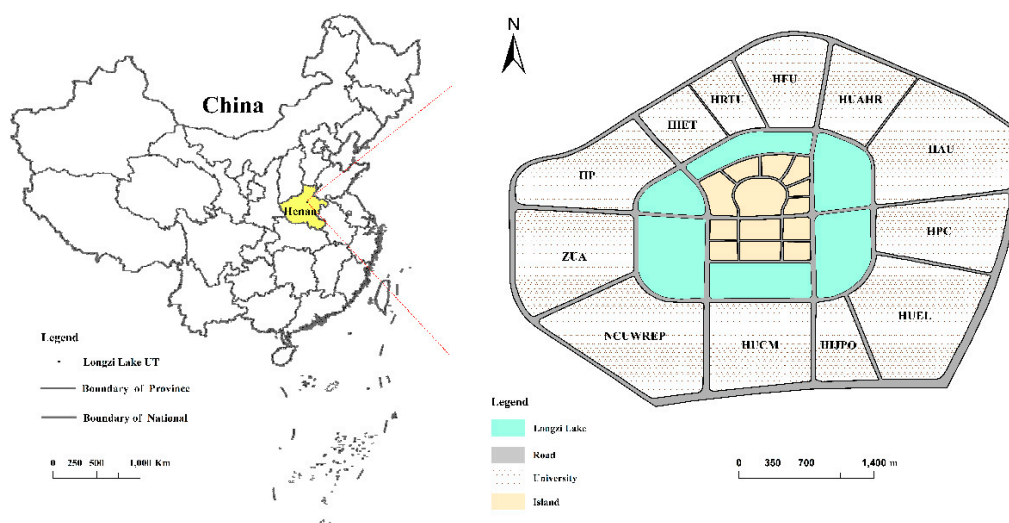 China
Henan
Legend
Longzi Lake UT
Boundary of Province
Boundary of National
0 250 500 1,000 Km
N
HFU
HRTU
HUAHR
HIET
HAU
HP
HPC
ZUA
HUEL
NCUWREP
HUCM
HIJPO
Legend
Longzi Lake
Road
University
Island
0 350 700 1,400 m